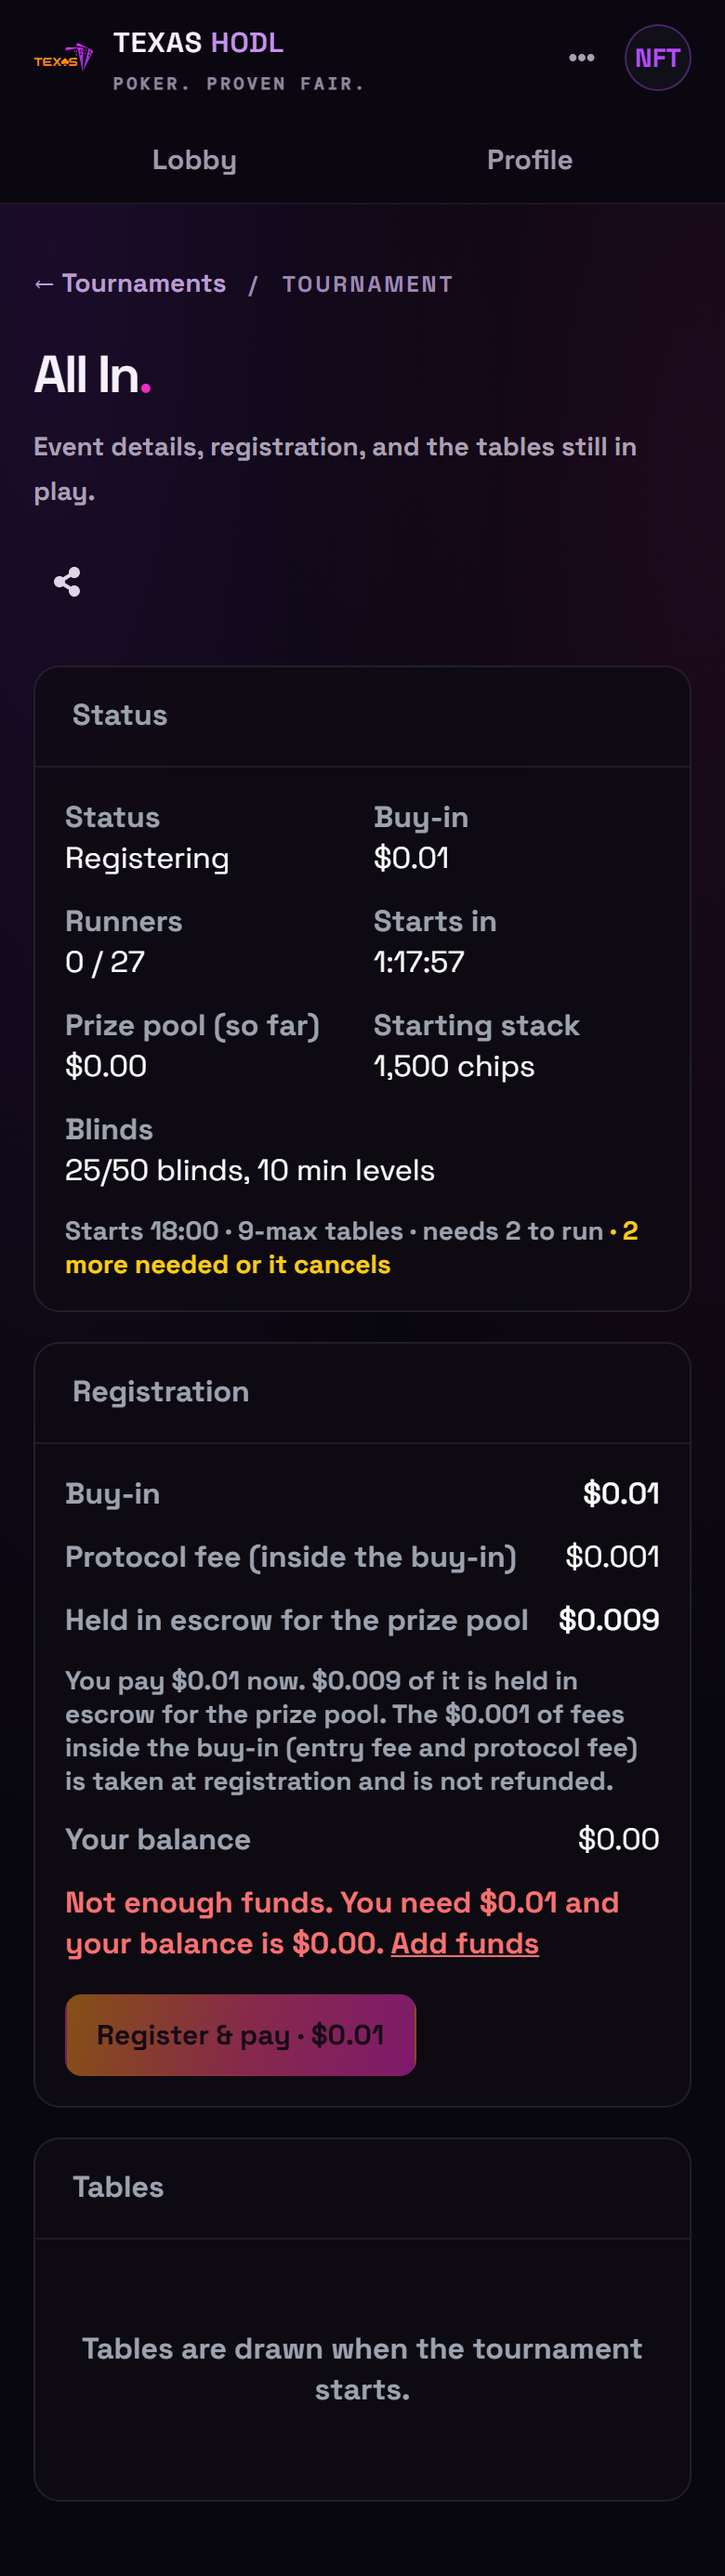 TEXAS
TEXAS HODL
POKER. PROVEN FAIR.
•••
NFT
Lobby
Profile
← Tournaments / TOURNAMENT
All In.
Event details, registration, and the tables still in
play.
Status
Status
Buy-in
Registering
$0.01
Runners
Starts in
0 / 27
1:17:57
Prize pool (so far)
Starting stack
$0.00
1,500 chips
Blinds
25/50 blinds, 10 min levels
Starts 18:00 · 9-max tables · needs 2 to run · 2
more needed or it cancels
Registration
Buy-in $0.01
Protocol fee (inside the buy-in) $0.001
Held in escrow for the prize pool $0.009
You pay $0.01 now. $0.009 of it is held in
escrow for the prize pool. The $0.001 of fees
inside the buy-in (entry fee and protocol fee)
is taken at registration and is not refunded.
Your balance $0.00
Not enough funds. You need $0.01 and
your balance is $0.00. Add funds
Register & pay · $0.01
Tables
Tables are drawn when the tournament
starts.